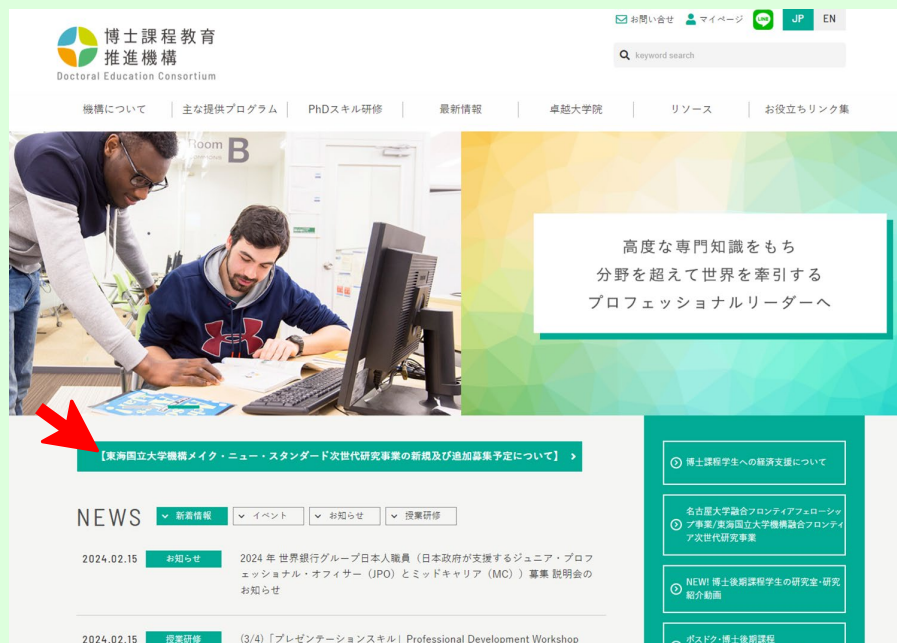 お問い合せ マイページ LINE JP EN
博士課程教育
推進機構
Doctoral Education Consortium
keyword search
機構について 主な提供プログラム PhDスキル研修 最新情報 卓越大学院 リソース お役立ちリンク集
Room B
高度な専門知識をもち
分野を超えて世界を牽引する
プロフェッショナルリーダーへ
【東海国立大学機構メイク・ニュー・スタンダード次世代研究事業の新規及び追加募集予定について】
NEWS 新着情報 イベント お知らせ 授業研修
2024.02.15 お知らせ 2024 年 世界銀行グループ日本人職員（日本政府が支援するジュニア・プロフ
ェッショナル・オフィサー（JPO）とミッドキャリア（MC））募集 説明会の
お知らせ
2024.02.15 授業研修 (3/4)「プレゼンテーションスキル」Professional Development Workshop
博士課程学生への経済支援について
名古屋大学融合フロンティアフェローシッ
プ事業/東海国立大学機構融合フロンティ
ア次世代研究事業
NEW! 博士後期課程学生の研究室・研究
紹介動画
ポスドク・博士後期課程